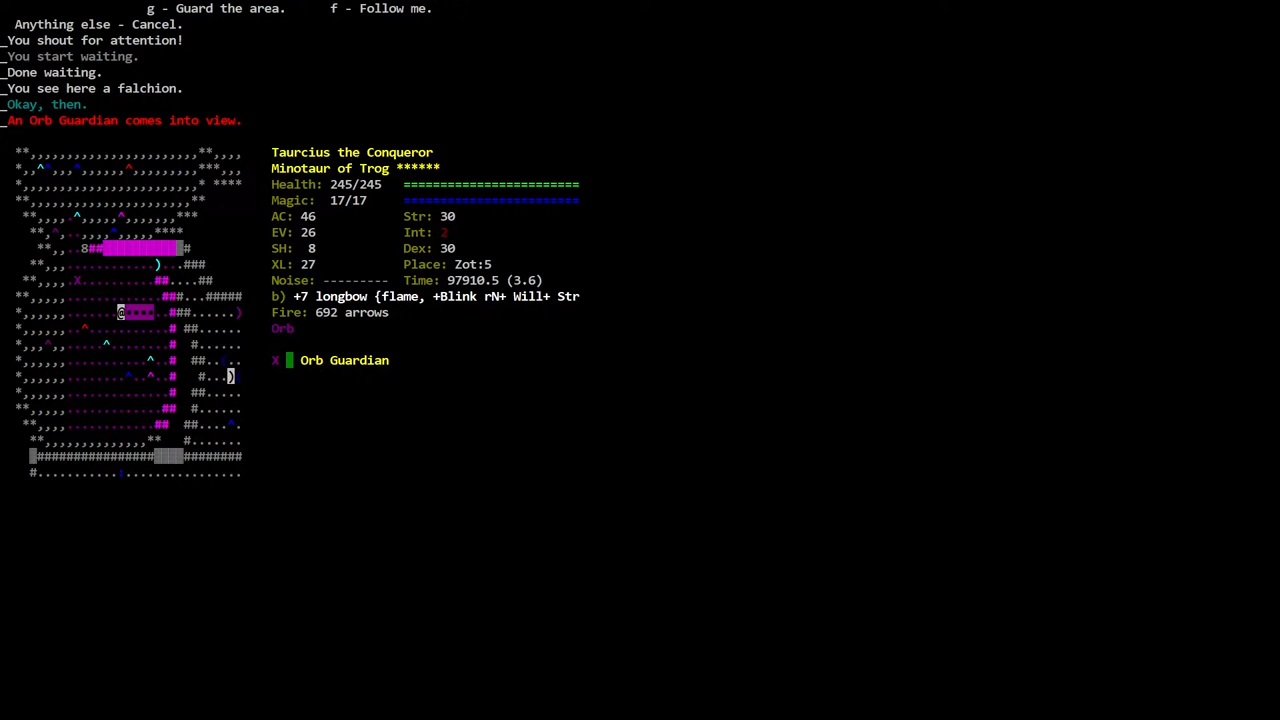 g - Guard the area.      f - Follow me.
Anything else - Cancel.
_You shout for attention!
_You start waiting.
_Done waiting.
_You see here a falchion.
_Okay, then.
_An Orb Guardian comes into view.
Taurcius the Conqueror
Minotaur of Trog ******
Health: 245/245 ========================
Magic:  17/17 ========================
AC: 46 Str: 30
EV: 26 Int: 2
SH:  8 Dex: 30
XL: 27 Place: Zot:5
Noise: --------- Time: 97910.5 (3.6)
b) +7 longbow {flame, +Blink rN+ Will+ Str
Fire: 692 arrows
Orb
X Orb Guardian